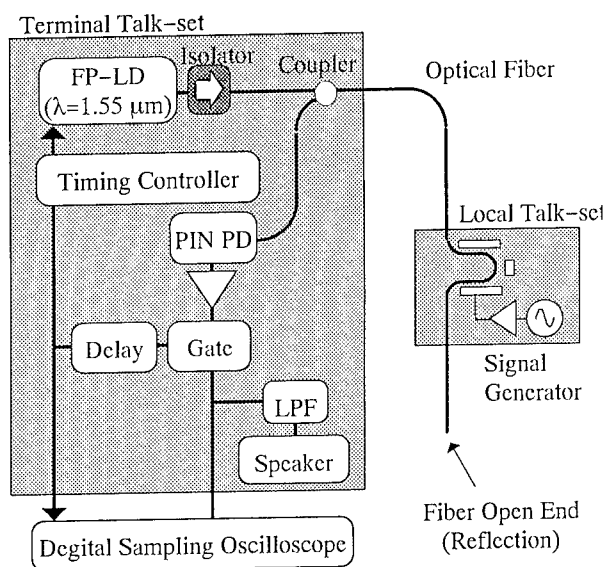 Terminal Talk-set
FP-LD
(λ=1.55 μm)
Isolator
Coupler
Optical Fiber
Timing Controller
PIN PD
Local Talk-set
Delay
Gate
Signal
Generator
LPF
Speaker
Fiber Open End
(Reflection)
Degital Sampling Oscilloscope